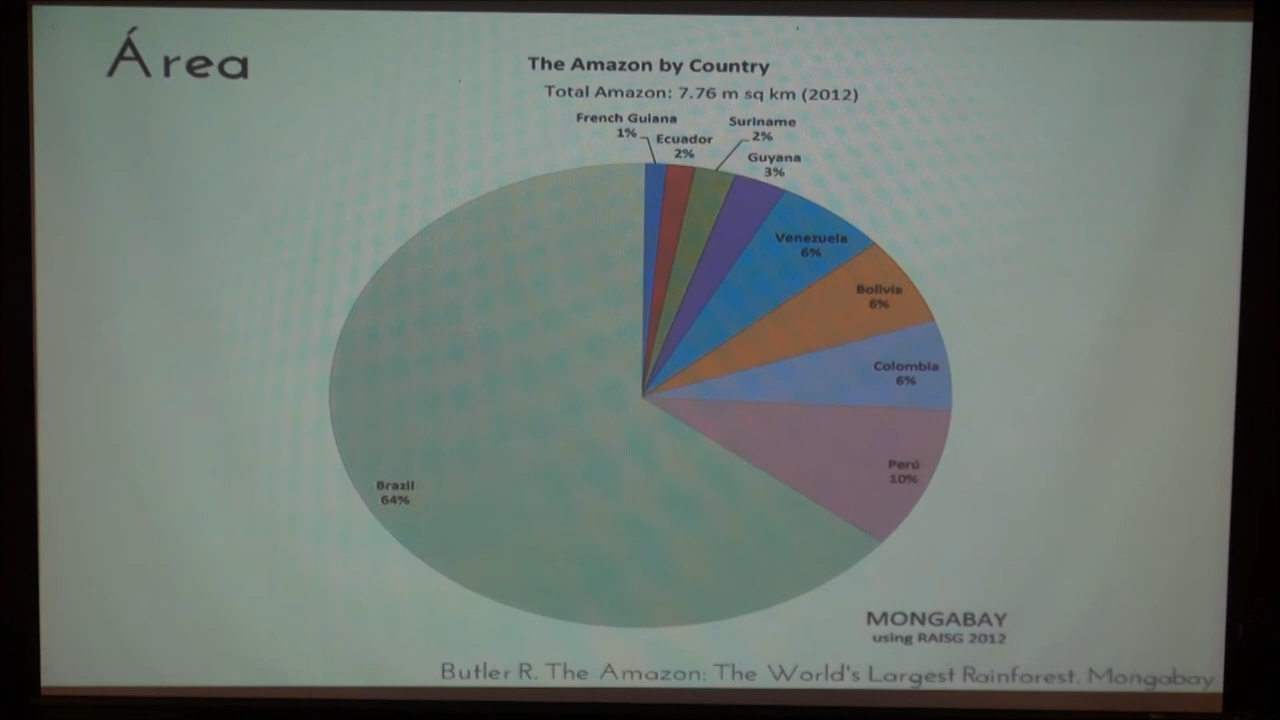 Área
The Amazon by Country
Total Amazon: 7.76 m sq km (2012)
French Guiana
1%
Ecuador
2%
Suriname
2%
Guyana
3%
Venezuela
6%
Bolivia
6%
Colombia
6%
Perú
10%
Brazil
64%
MONGABAY
using RAISG 2012
Butler R. The Amazon: The World's Largest Rainforest. Mongabay